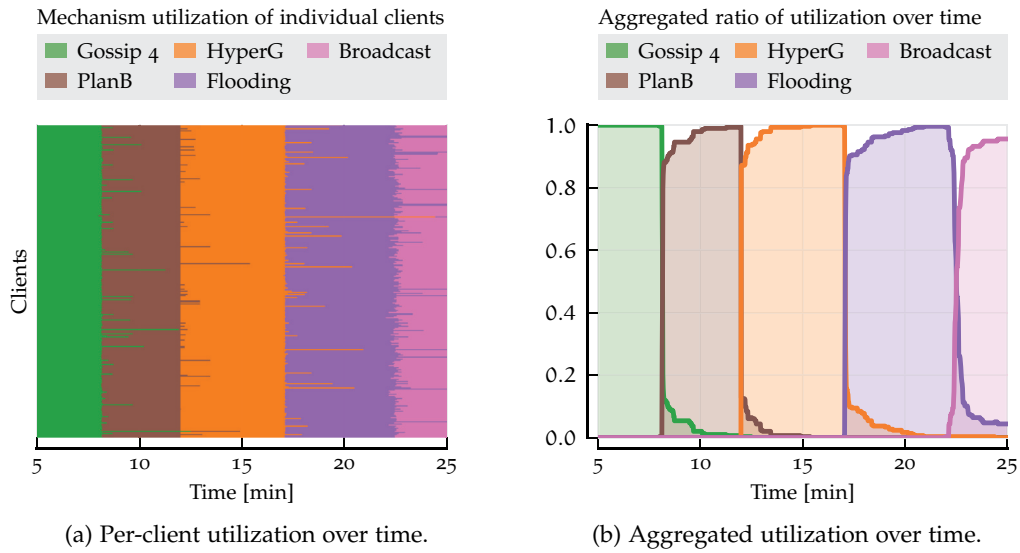 Mechanism utilization of individual clients
Gossip 4 HyperG Broadcast
PlanB Flooding
Clients
5 10 15 20 25
Time [min]
(a) Per-client utilization over time.
Aggregated ratio of utilization over time
Gossip 4 HyperG Broadcast
PlanB Flooding
1.0
0.8
0.6
0.4
0.2
0.0
5 10 15 20 25
Time [min]
(b) Aggregated utilization over time.